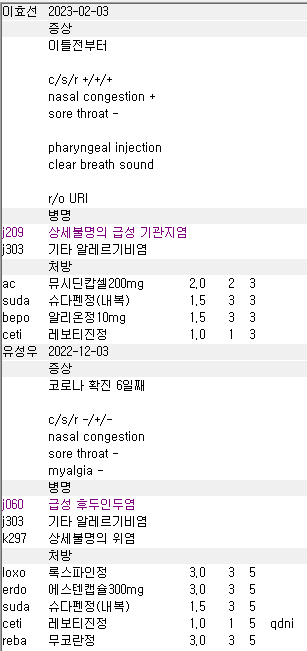 이효선 2023-02-03
증상
이틀전부터
c/s/r +/+/+
nasal congestion +
sore throat -
pharyngeal injection
clear breath sound
r/o URI
병명
j209 상세불명의 급성 기관지염
j303 기타 알레르기비염
처방
ac 뮤시딘캅셀200mg 2.0 2 3
suda 슈다펜정(내복) 1.5 3 3
bepo 알리온정10mg 1.5 3 3
ceti 레보티진정 1.0 1 3
유성우 2022-12-03
증상
코로나 확진 6일째
c/s/r -/+/-
nasal congestion
sore throat -
myalgia -
병명
j060 급성 후두인두염
j303 기타 알레르기비염
k297 상세불명의 위염
처방
loxo 록스파인정 3.0 3 5
erdo 에스텐캅셀300mg 3.0 3 5
suda 슈다펜정(내복) 1.5 3 5
ceti 레보티진정 1.0 1 5 qdni
reba 무코란정 3.0 3 5